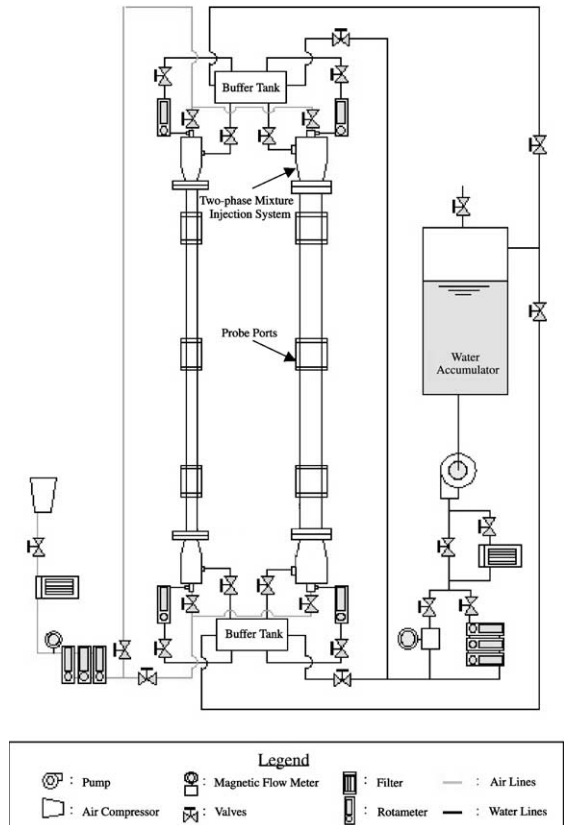 Buffer Tank
Two-phase Mixture
Injection System
Probe Ports
Water
Accumulator
Buffer Tank
Legend
: Pump
: Magnetic Flow Meter
: Filter
: Air Lines
: Air Compressor
: Valves
: Rotameter
: Water Lines